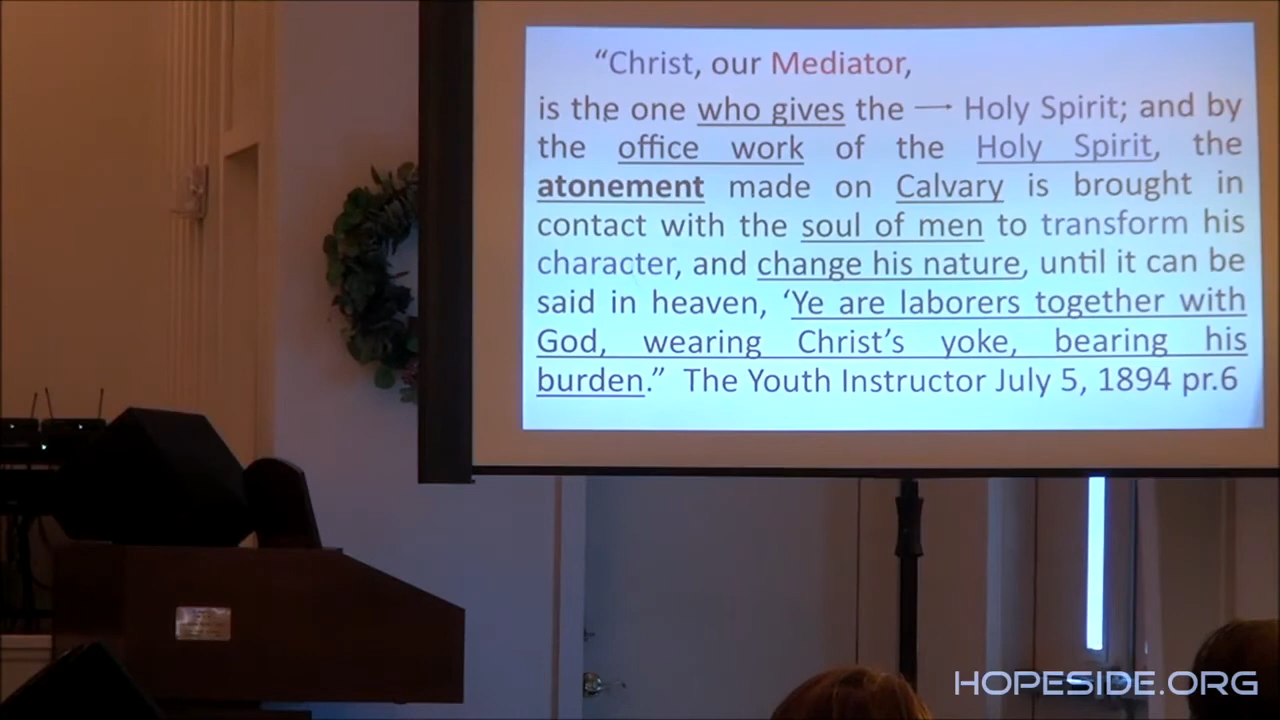 “Christ, our Mediator,
is the one who gives the → Holy Spirit; and by
the office work of the Holy Spirit, the
atonement made on Calvary is brought in
contact with the soul of men to transform his
character, and change his nature, until it can be
said in heaven, ‘Ye are laborers together with
God, wearing Christ’s yoke, bearing his
burden.” The Youth Instructor July 5, 1894 pr.6
HOPESIDE.ORG